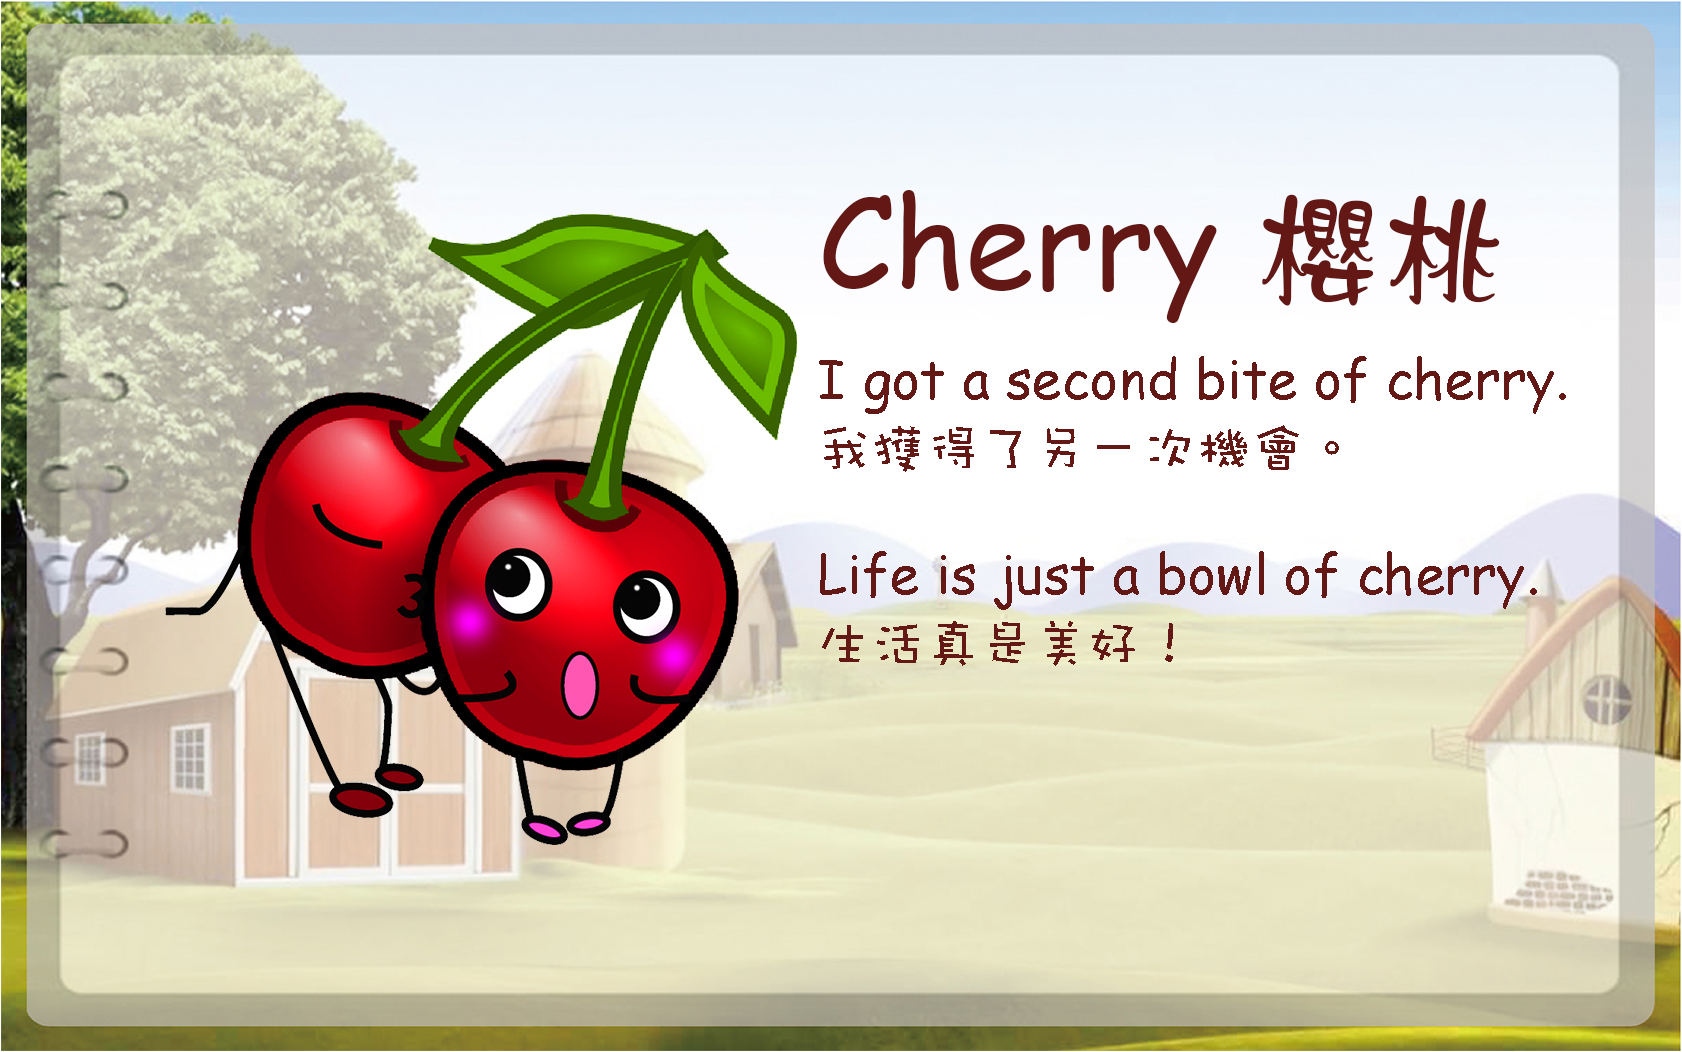 Cherry 櫻桃
I got a second bite of cherry.
我獲得了另一次機會。
Life is just a bowl of cherry.
生活真是美好！